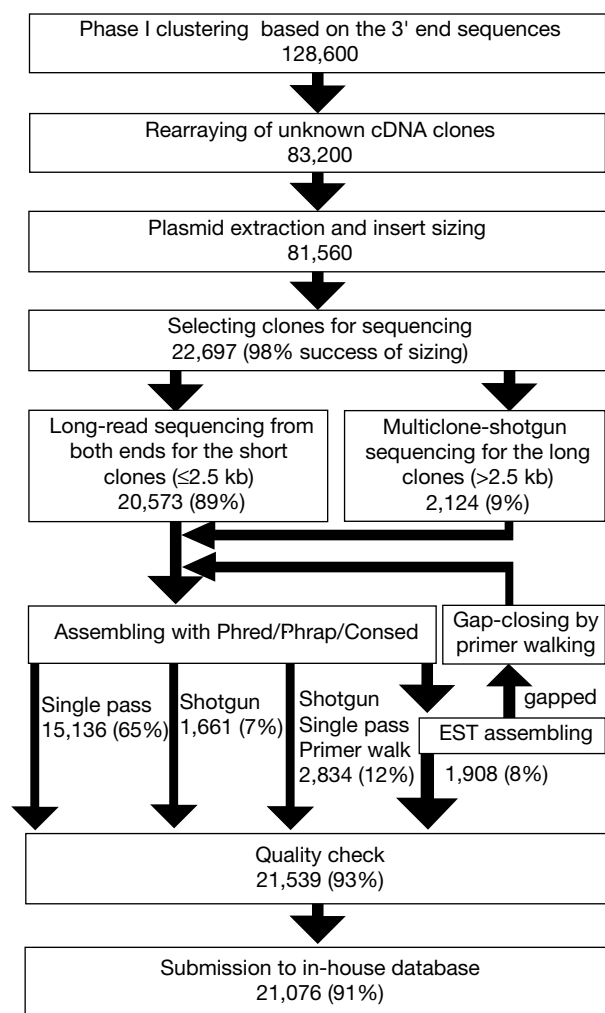 Phase I clustering based on the 3' end sequences
128,600
Rearraying of unknown cDNA clones
83,200
Plasmid extraction and insert sizing
81,560
Selecting clones for sequencing
22,697 (98% success of sizing)
Long-read sequencing from
both ends for the short
clones (≤2.5 kb)
20,573 (89%)
Multiclone-shotgun
sequencing for the long
clones (>2.5 kb)
2,124 (9%)
Assembling with Phred/Phrap/Consed
Gap-closing by
primer walking
Single pass
15,136 (65%)
Shotgun
1,661 (7%)
Shotgun
Single pass
Primer walk
2,834 (12%)
gapped
EST assembling
1,908 (8%)
Quality check
21,539 (93%)
Submission to in-house database
21,076 (91%)